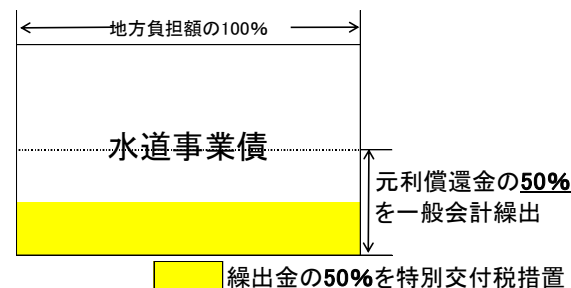 地方負担額の100%
水道事業債
元利償還金の50%
を一般会計繰出
繰出金の50%を特別交付税措置